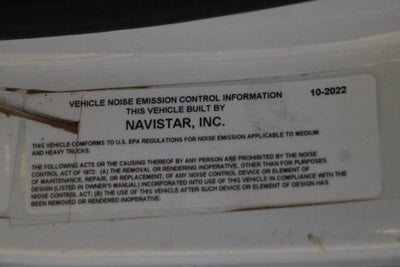 VEHICLE NOISE EMISSION CONTROL INFORMATION 10-2022
THIS VEHICLE BUILT BY
NAVISTAR, INC.
THIS VEHICLE CONFORMS TO U.S. EPA REGULATIONS FOR NOISE EMISSION APPLICABLE TO MEDIUM
AND HEAVY TRUCKS.
THE FOLLOWING ACTS OR THE CAUSING THEREOF BY ANY PERSON ARE PROHIBITED BY THE NOISE
CONTROL ACT OF 1972: (A) THE REMOVAL OR RENDERING INOPERATIVE, OTHER THAN FOR PURPOSES
OF MAINTENANCE, REPAIR, OR REPLACEMENT, OF ANY NOISE CONTROL DEVICE OR ELEMENT OF
DESIGN (LISTED IN OWNER'S MANUAL) INCORPORATED INTO USE OF THIS VEHICLE IN COMPLIANCE WITH THE
NIOSE CONTROL ACT; (B) THE USE OF THIS VEHICLE AFTER SUCH DEVICE OR ELEMENT OF DESIGN HAS
BEEN REMOVED OR RENDERED INOPERATIVE.